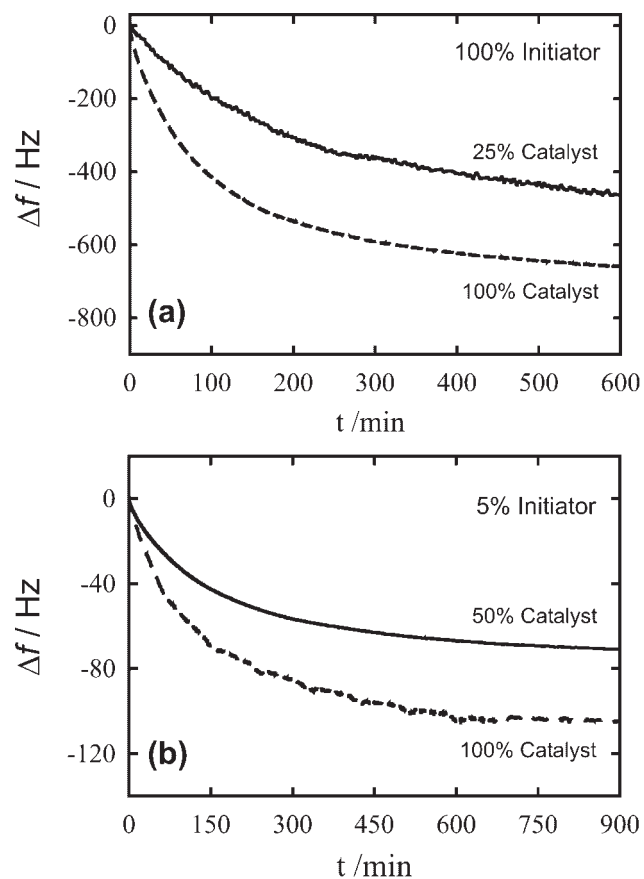 0
100% Initiator
-200
25% Catalyst
-400
-600
100% Catalyst
-800
(a)
Δf / Hz
0 100 200 300 400 500 600
t /min
0
5% Initiator
-40
50% Catalyst
-80
-120
(b)
100% Catalyst
Δf / Hz
0 150 300 450 600 750 900
t /min